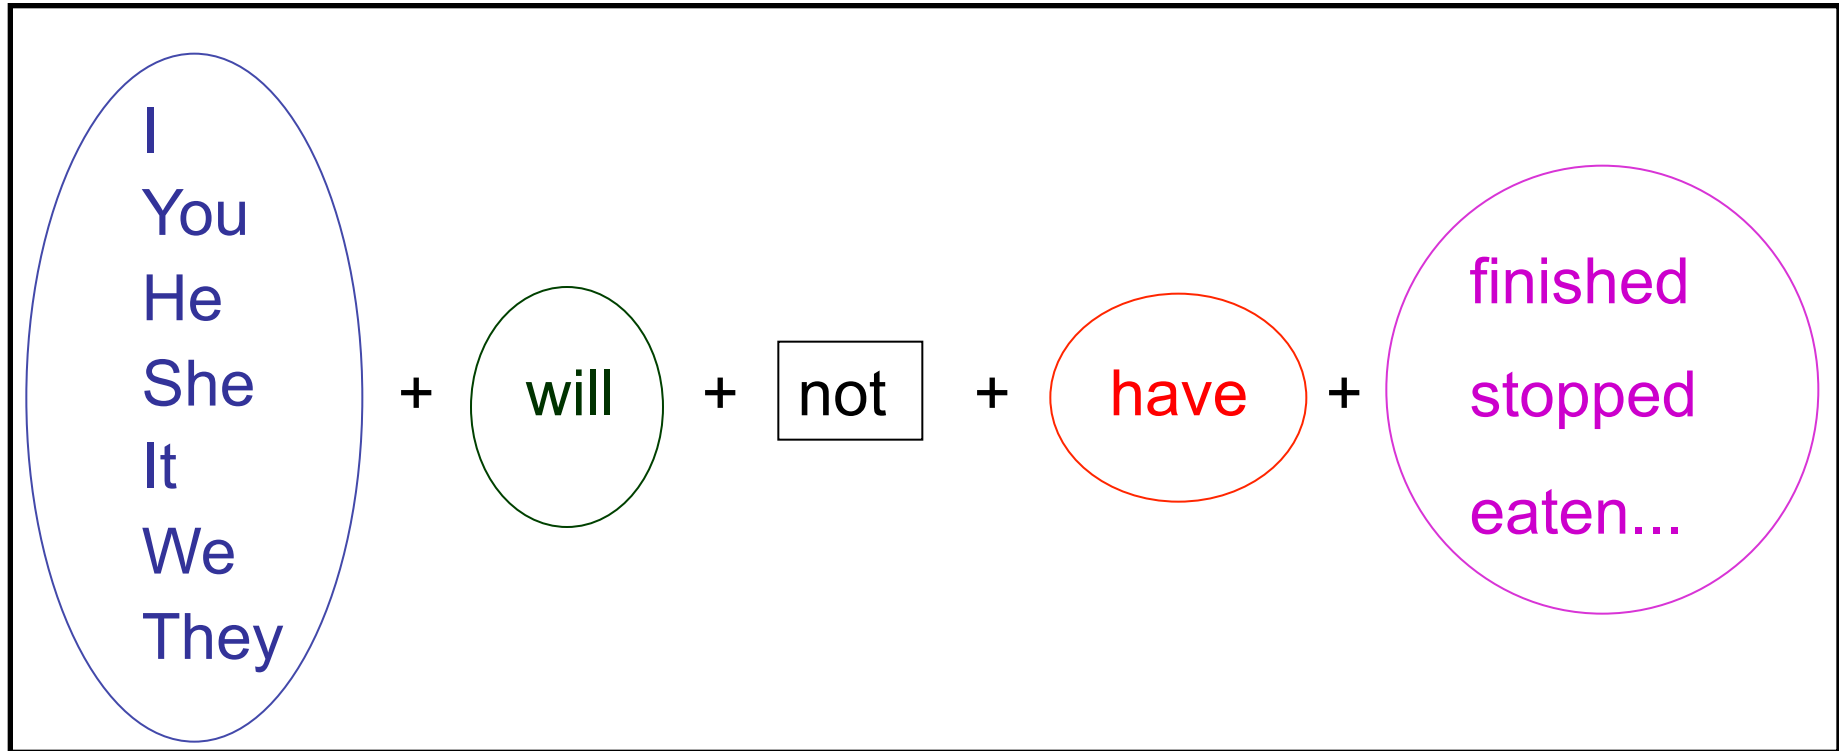 I
You
He
She
It
We
They
+ will + not + have +
finished
stopped
eaten...